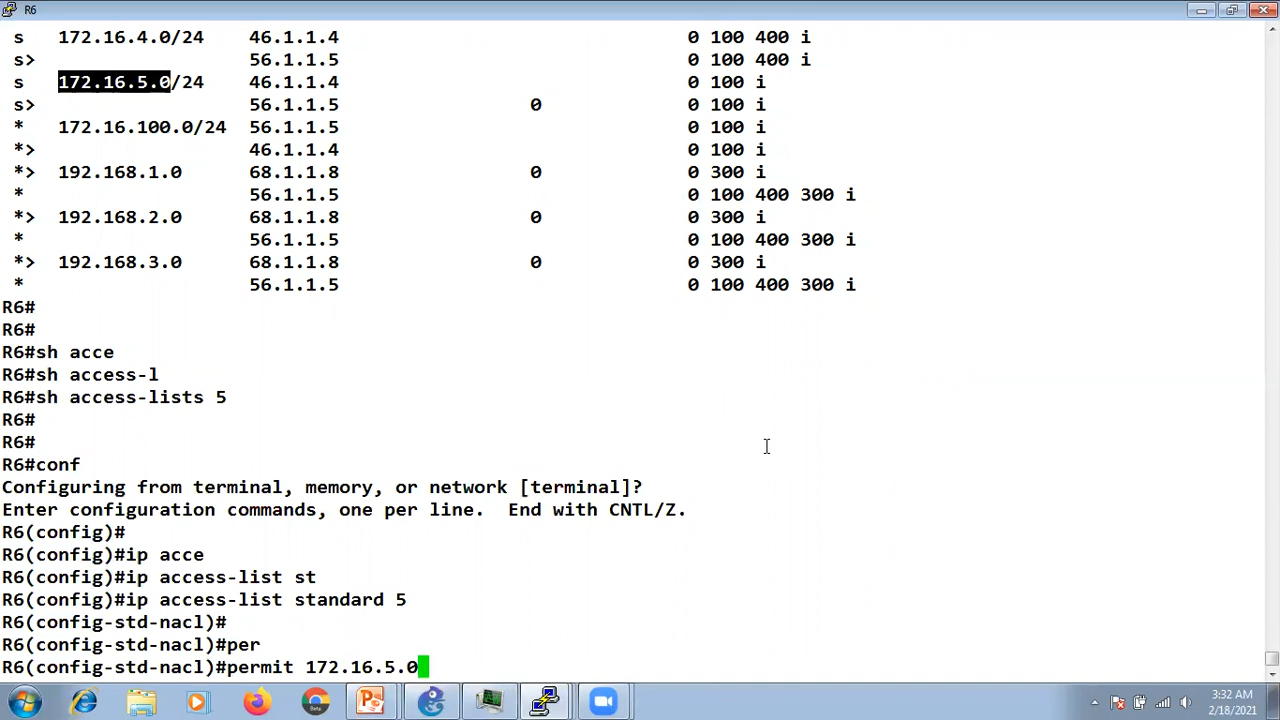 R6
s   172.16.4.0/24    46.1.1.4                               0 100 400 i
s>                   56.1.1.5                               0 100 400 i
s   172.16.5.0/24    46.1.1.4                               0 100 i
s>                   56.1.1.5                 0             0 100 i
*   172.16.100.0/24  56.1.1.5                               0 100 i
*>                   46.1.1.4                               0 100 i
*>  192.168.1.0      68.1.1.8                 0             0 300 i
*                    56.1.1.5                               0 100 400 300 i
*>  192.168.2.0      68.1.1.8                 0             0 300 i
*                    56.1.1.5                               0 100 400 300 i
*>  192.168.3.0      68.1.1.8                 0             0 300 i
*                    56.1.1.5                               0 100 400 300 i
R6#
R6#
R6#sh acce
R6#sh access-l
R6#sh access-lists 5
R6#
R6#
R6#conf
Configuring from terminal, memory, or network [terminal]?
Enter configuration commands, one per line.  End with CNTL/Z.
R6(config)#
R6(config)#ip acce
R6(config)#ip access-list st
R6(config)#ip access-list standard 5
R6(config-std-nacl)#
R6(config-std-nacl)#per
R6(config-std-nacl)#permit 172.16.5.0
Beta
3:32 AM
2/18/2021